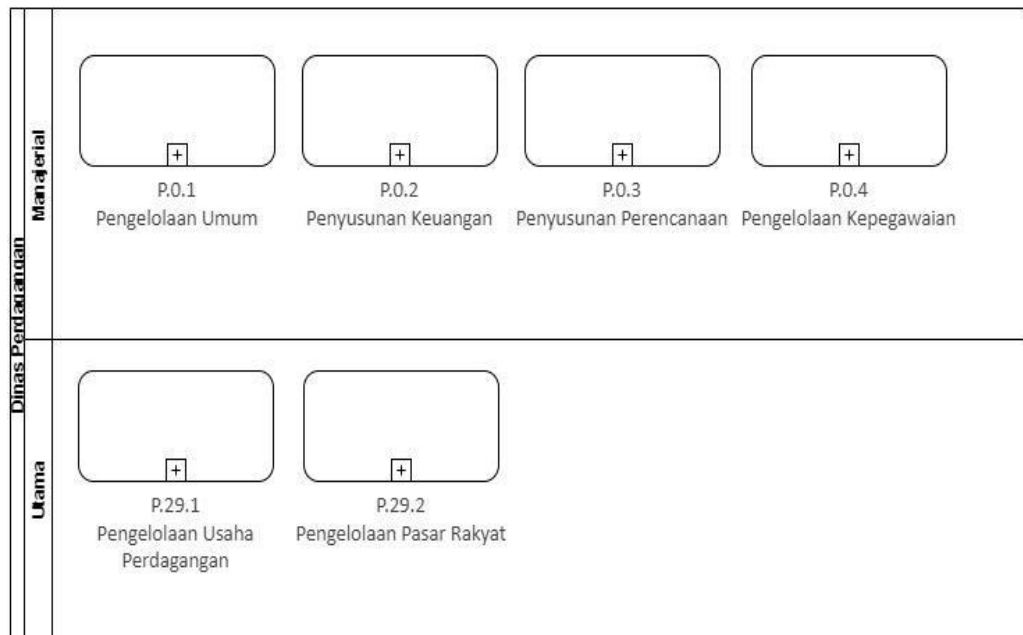 Dinas Perdagangan
Manajerial
P.0.1
Pengelolaan Umum
P.0.2
Penyusunan Keuangan
P.0.3
Penyusunan Perencanaan
P.0.4
Pengelolaan Kepegawaian
Utama
P.29.1
Pengelolaan Usaha
Perdagangan
P.29.2
Pengelolaan Pasar Rakyat